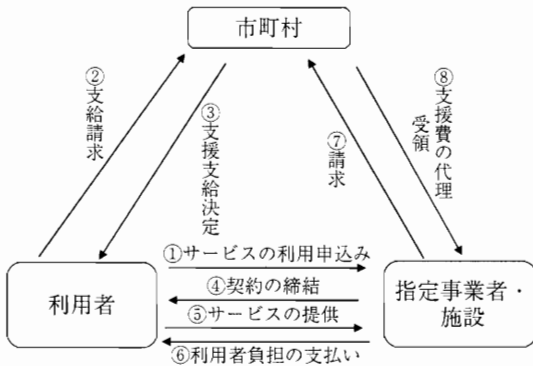 市町村
②支給請求
③支援支給決定
⑦請求
⑧支援費の代理
受領
①サービスの利用申込み
④契約の締結
⑤サービスの提供
⑥利用者負担の支払い
利用者
指定事業者・
施設